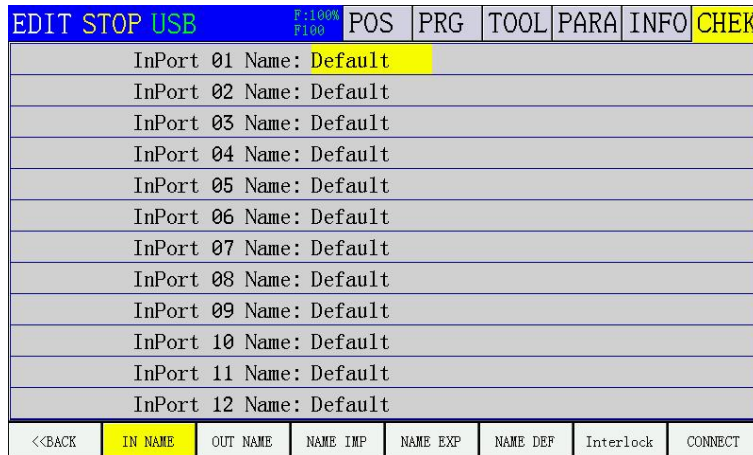 EDIT STOP USB F:100% F100 POS PRG TOOL PARA INFO CHEK
InPort 01 Name: Default
InPort 02 Name: Default
InPort 03 Name: Default
InPort 04 Name: Default
InPort 05 Name: Default
InPort 06 Name: Default
InPort 07 Name: Default
InPort 08 Name: Default
InPort 09 Name: Default
InPort 10 Name: Default
InPort 11 Name: Default
InPort 12 Name: Default
<<BACK IN NAME OUT NAME NAME IMP NAME EXP NAME DEF Interlock CONNECT